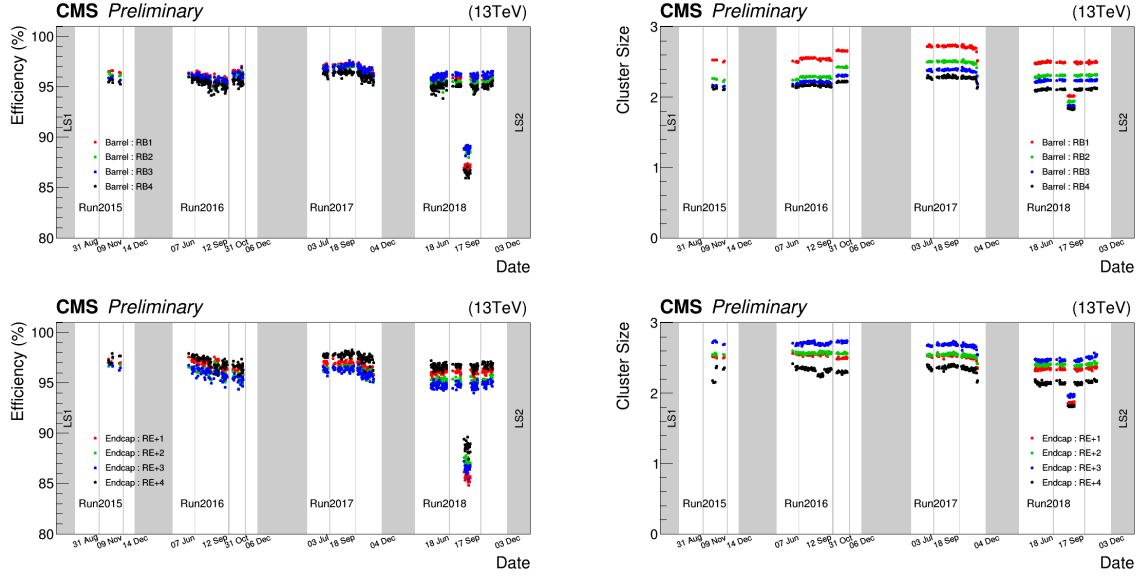 CMS Preliminary (13TeV)
Efficiency (%)
100
95
90
85
80
LS1
LS2
Barrel : RB1
Barrel : RB2
Barrel : RB3
Barrel : RB4
Run2015
Run2016
Run2017
Run2018
31 Aug
09 Nov
14 Dec
07 Jun
12 Sep
31 Oct
06 Dec
03 Jul
18 Sep
04 Dec
18 Jun
17 Sep
03 Dec
Date
CMS Preliminary (13TeV)
Cluster Size
3
2
1
0
LS1
LS2
Barrel : RB1
Barrel : RB2
Barrel : RB3
Barrel : RB4
Run2015
Run2016
Run2017
Run2018
31 Aug
09 Nov
14 Dec
07 Jun
12 Sep
31 Oct
06 Dec
03 Jul
18 Sep
04 Dec
18 Jun
17 Sep
03 Dec
Date
CMS Preliminary (13TeV)
Efficiency (%)
100
95
90
85
80
LS1
LS2
Endcap : RE+1
Endcap : RE+2
Endcap : RE+3
Endcap : RE+4
Run2015
Run2016
Run2017
Run2018
31 Aug
09 Nov
14 Dec
07 Jun
12 Sep
31 Oct
06 Dec
03 Jul
18 Sep
04 Dec
18 Jun
17 Sep
03 Dec
Date
CMS Preliminary (13TeV)
Cluster Size
3
2
1
0
LS1
LS2
Endcap : RE+1
Endcap : RE+2
Endcap : RE+3
Endcap : RE+4
Run2015
Run2016
Run2017
Run2018
31 Aug
09 Nov
14 Dec
07 Jun
12 Sep
31 Oct
06 Dec
03 Jul
18 Sep
04 Dec
18 Jun
17 Sep
03 Dec
Date